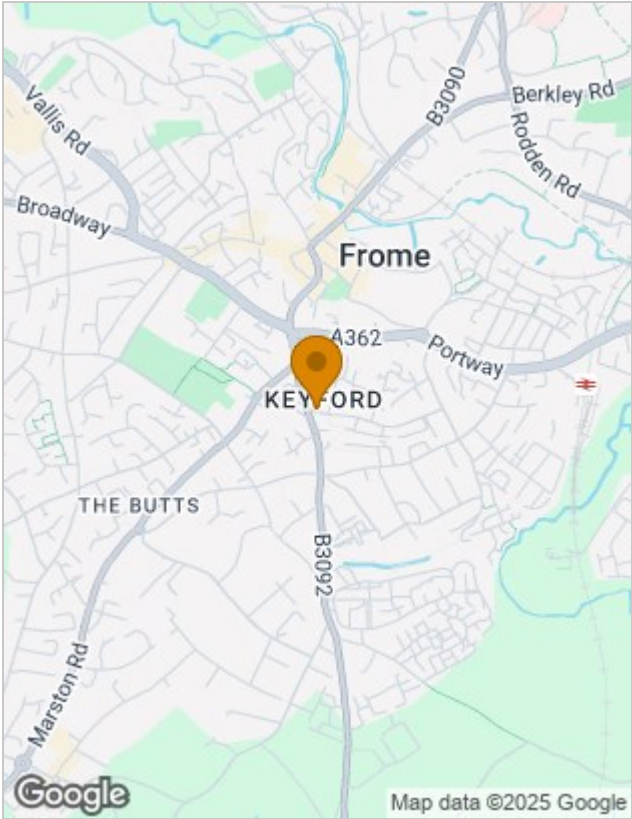 Vallis Rd
B3090
Berkley Rd
Rodden Rd
Broadway
Frome
A362
Portway
KEYFORD
THE BUTTS
B3092
Marston Rd
Google
Map data ©2025 Google